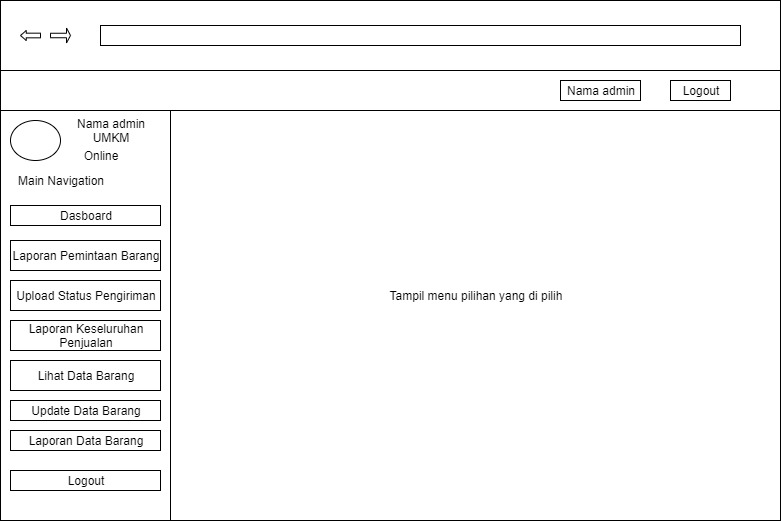 Nama admin
Logout
Nama admin
UMKM
Online
Main Navigation
Dasboard
Laporan Pemintaan Barang
Upload Status Pengiriman
Laporan Keseluruhan
Penjualan
Lihat Data Barang
Update Data Barang
Laporan Data Barang
Logout
Tampil menu pilihan yang di pilih